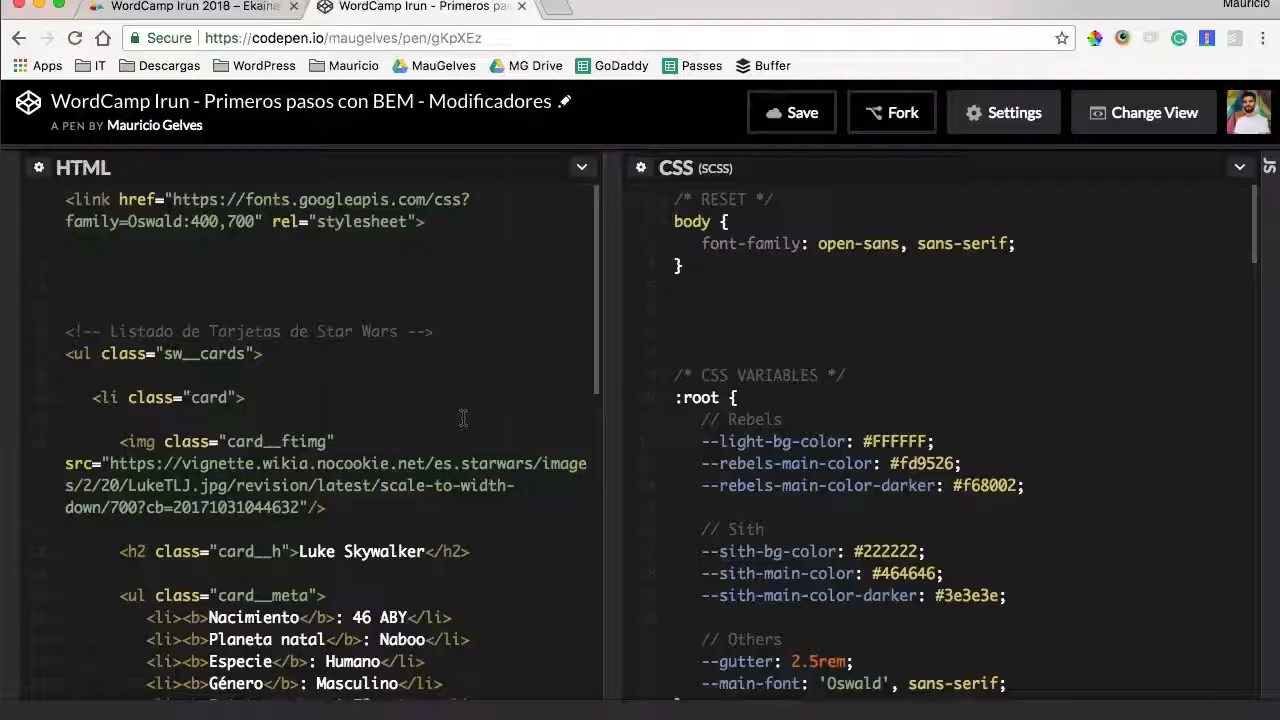 WordCamp Irun 2018 – Ekaina
WordCamp Irun - Primeros pas
Mauricio
Secure
https://codepen.io/maugelves/pen/gKpXEz
Apps IT Descargas WordPress Mauricio MauGelves MG Drive GoDaddy Passes Buffer
WordCamp Irun - Primeros pasos con BEM - Modificadores
A PEN BY Mauricio Gelves
Save Fork Settings Change View
HTML
<link href="https://fonts.googleapis.com/css?
family=Oswald:400,700" rel="stylesheet">
<!-- Listado de Tarjetas de Star Wars -->
<ul class="sw__cards">
<li class="card">
<img class="card__ftimg"
src="https://vignette.wikia.nocookie.net/es.starwars/image
s/2/20/LukeTLJ.jpg/revision/latest/scale-to-width-
down/700?cb=20171031044632"/>
<h2 class="card__h">Luke Skywalker</h2>
<ul class="card__meta">
<li><b>Nacimiento</b>: 46 ABY</li>
<li><b>Planeta natal</b>: Naboo</li>
<li><b>Especie</b>: Humano</li>
<li><b>Género</b>: Masculino</li>
CSS (SCSS)
/* RESET */
body {
font-family: open-sans, sans-serif;
}
/* CSS VARIABLES */
:root {
// Rebels
--light-bg-color: #FFFFFF;
--rebels-main-color: #fd9526;
--rebels-main-color-darker: #f68002;
// Sith
--sith-bg-color: #222222;
--sith-main-color: #464646;
--sith-main-color-darker: #3e3e3e;
// Others
--gutter: 2.5rem;
--main-font: 'Oswald', sans-serif;
JS